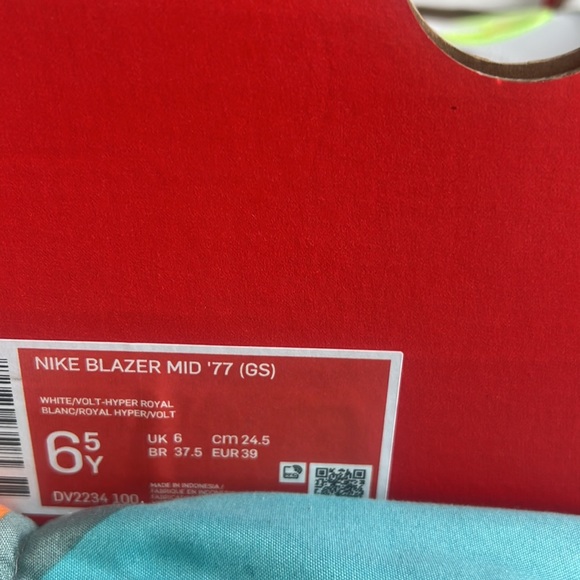 NIKE BLAZER MID '77 (GS)
WHITE/VOLT-HYPER ROYAL
BLANC/ROYAL HYPER/VOLT
6 5 Y
UK 6 cm 24.5
BR 37.5 EUR 39
DV2234 100
MADE IN INDONESIA /